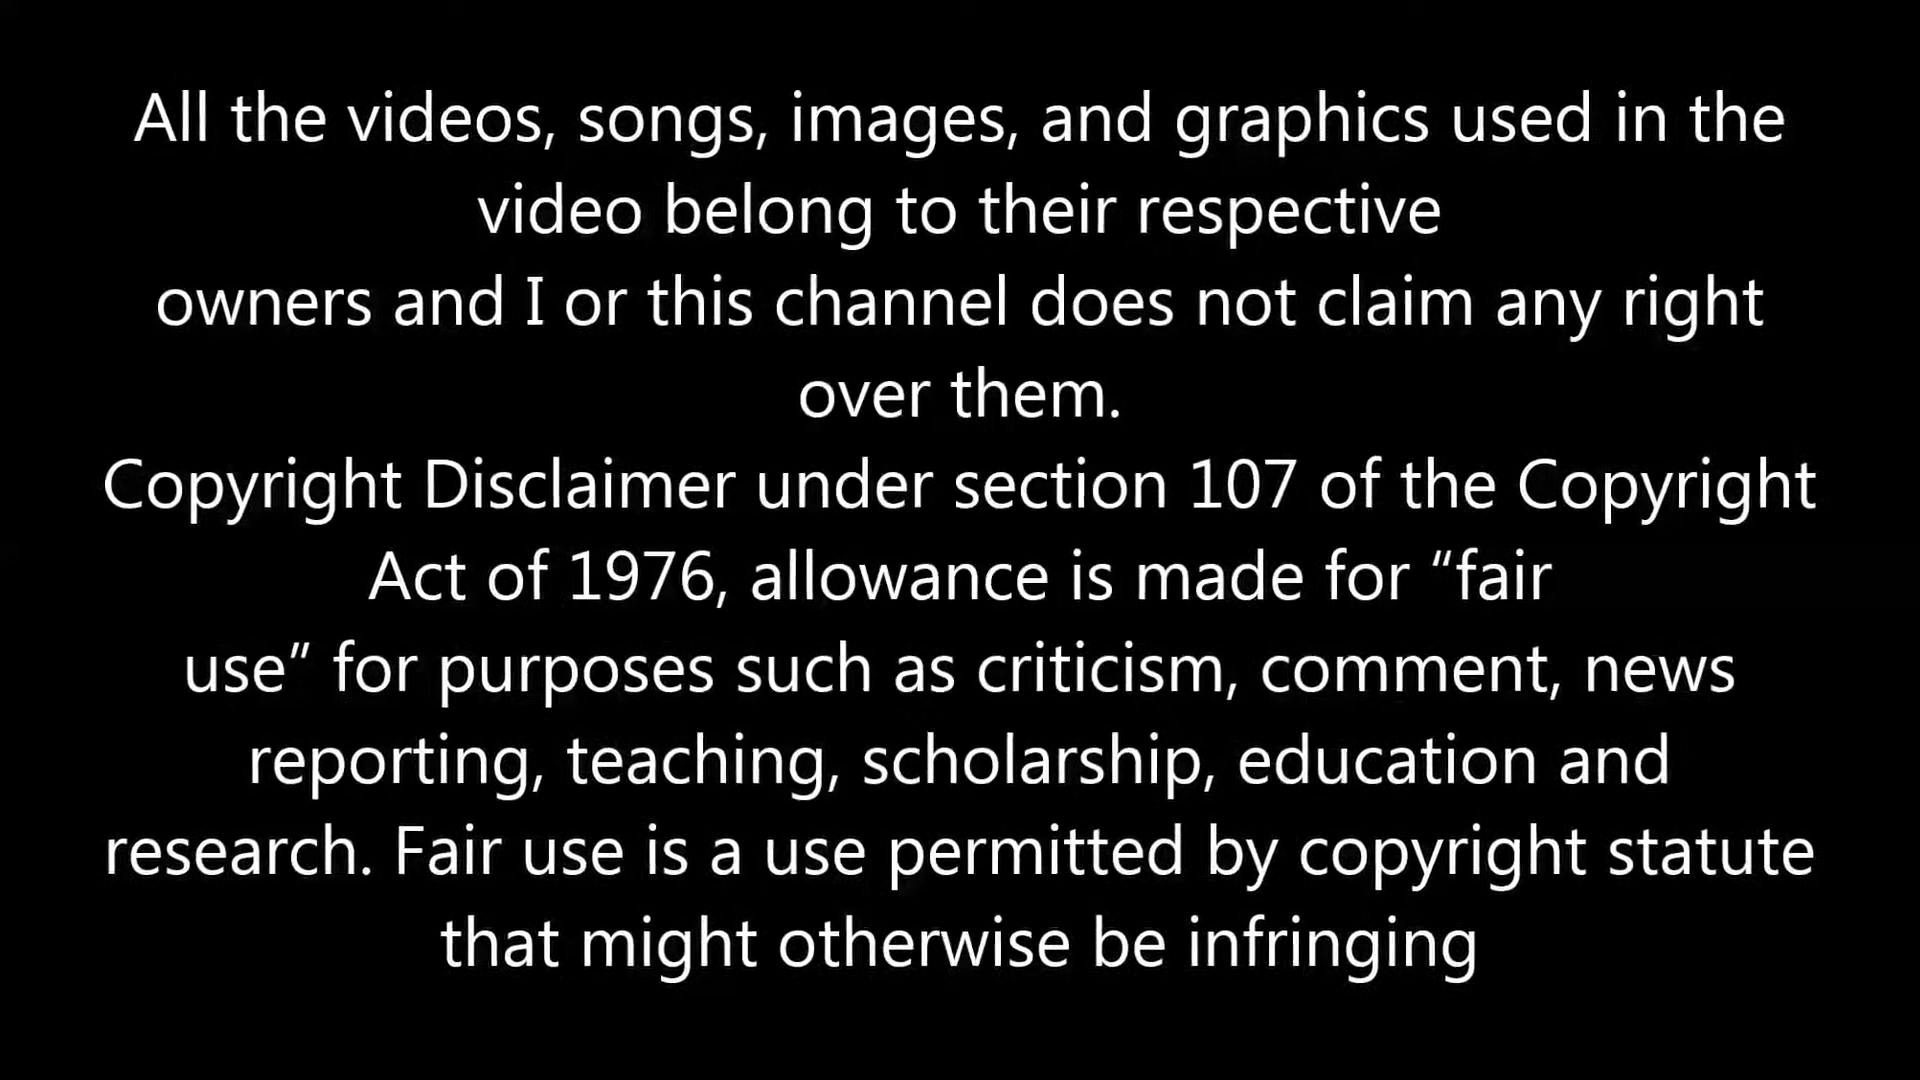 All the videos, songs, images, and graphics used in the
video belong to their respective
owners and I or this channel does not claim any right
over them.
Copyright Disclaimer under section 107 of the Copyright
Act of 1976, allowance is made for “fair
use” for purposes such as criticism, comment, news
reporting, teaching, scholarship, education and
research. Fair use is a use permitted by copyright statute
that might otherwise be infringing